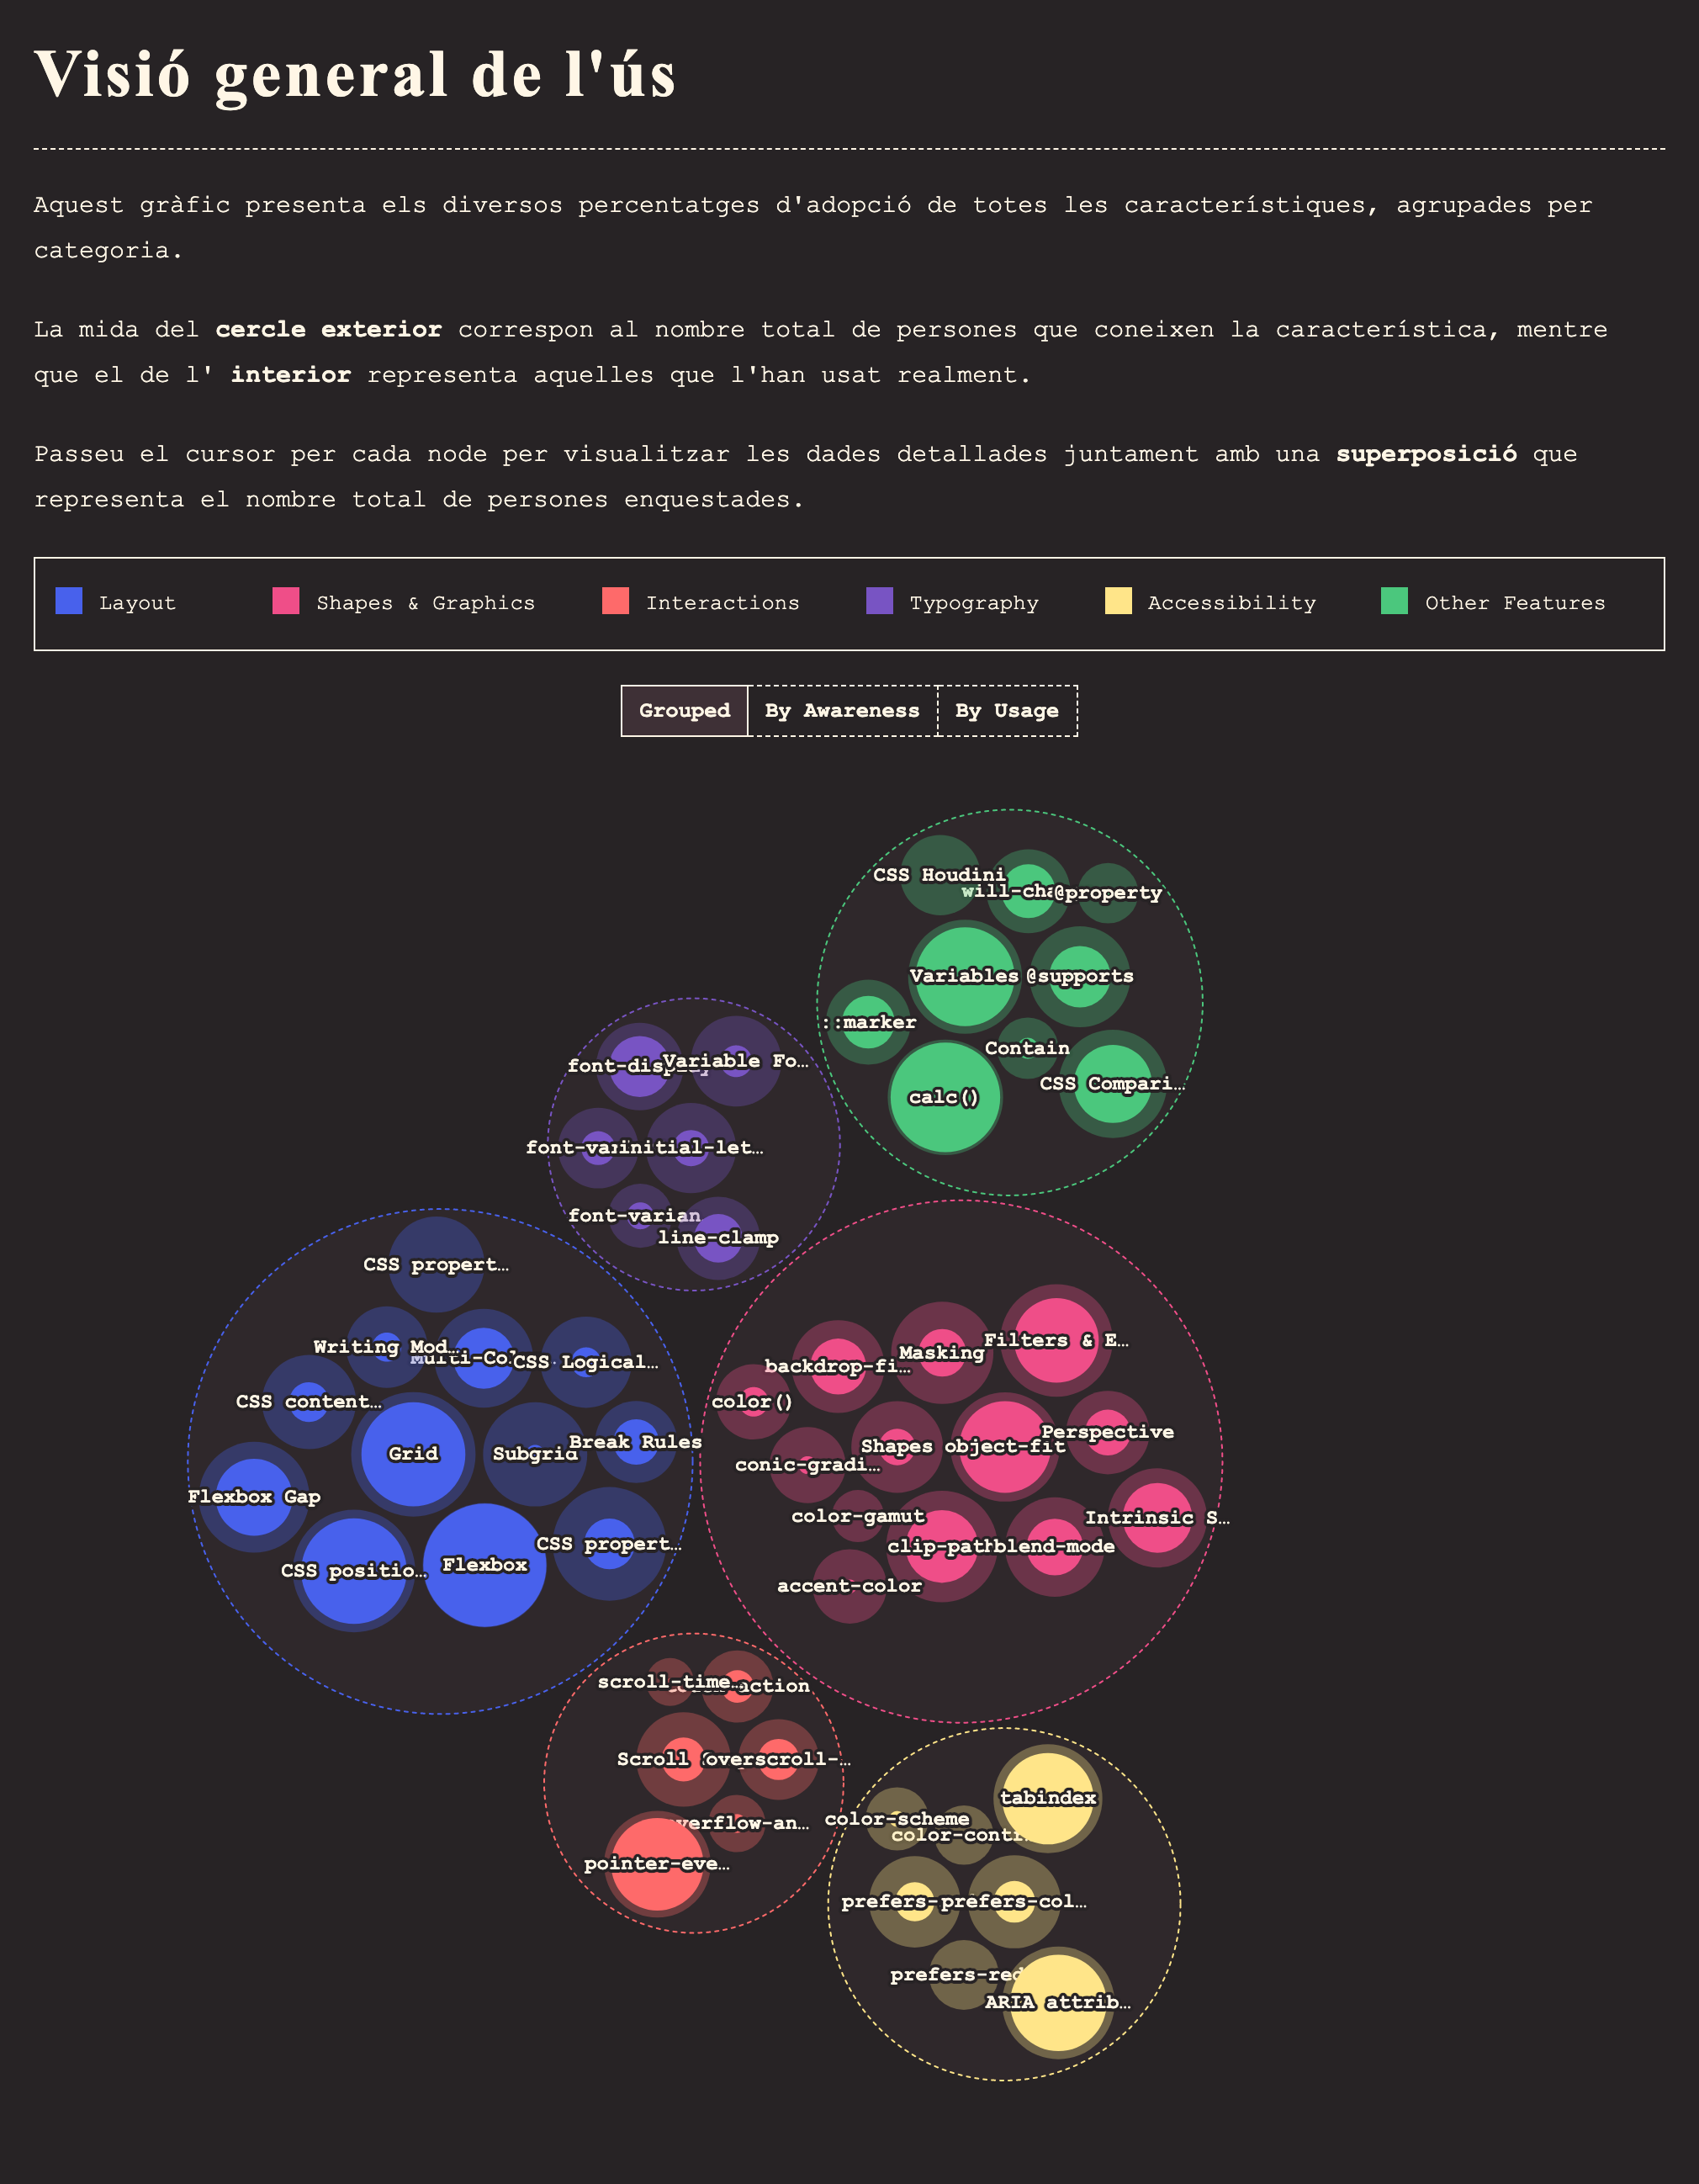 Visió general de l'ús
Aquest gràfic presenta els diversos percentatges d'adopció de totes les característiques, agrupades per
categoria.
La mida del cercle exterior correspon al nombre total de persones que coneixen la característica, mentre
que el de l' interior representa aquelles que l'han usat realment.
Passeu el cursor per cada node per visualitzar les dades detallades juntament amb una superposició que
representa el nombre total de persones enquestades.
Layout
Shapes & Graphics
Interactions
Typography
Accessibility
Other Features
Grouped
By Awareness
By Usage
CSS Houdini
will-cha
@property
Variables
@supports
::marker
Contain
CSS Compari…
calc()
font-disp
Variable Fo…
font-var
initial-let…
font-varian
line-clamp
CSS propert…
Writing Mod…
Multi-Co
CSS Logical…
CSS content…
Grid
Subgrid
Break Rules
Flexbox Gap
CSS positio…
Flexbox
CSS propert…
Filters & E…
Masking
backdrop-fi…
color()
Shapes
object-fit
Perspective
conic-gradi…
color-gamut
clip-path
blend-mode
Intrinsic S…
accent-color
scroll-time…
action
Scroll
overscroll-…
verflow-an…
pointer-eve…
tabindex
color-scheme
color-contr
prefers-
prefers-col…
prefers-red
ARIA attrib…